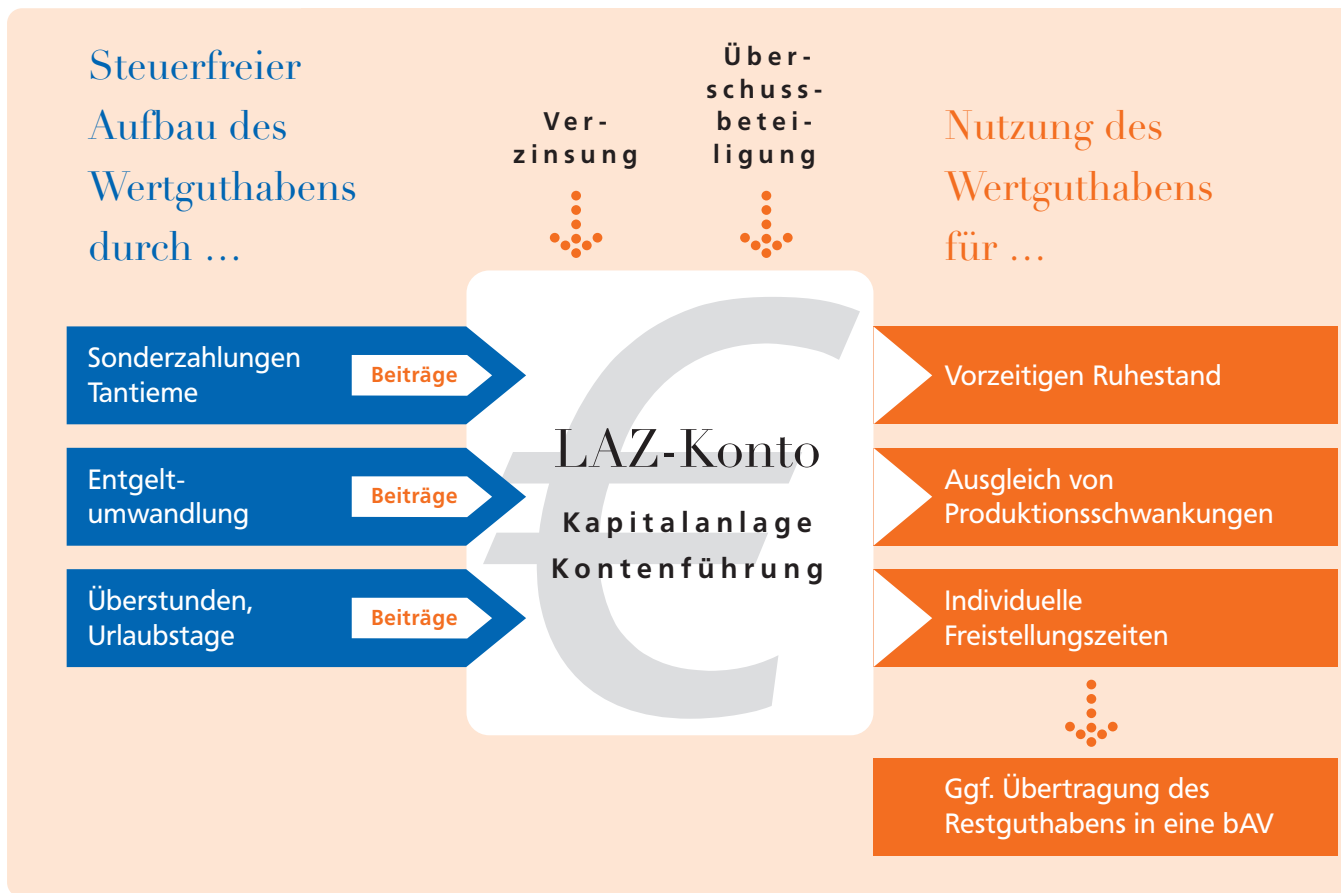 Steuerfreier
Aufbau des
Wertguthabens
durch …
Ver-
zinsung
Über-
schuss-
betei-
ligung
Nutzung des
Wertguthabens
für …
Sonderzahlungen
Tantieme
Beiträge
Entgelt-
umwandlung
Beiträge
Überstunden,
Urlaubstage
Beiträge
€
LAZ-Konto
Kapitalanlage
Kontenführung
Vorzeitigen Ruhestand
Ausgleich von
Produktionsschwankungen
Individuelle
Freistellungszeiten
Ggf. Übertragung des
Restguthabens in eine bAV